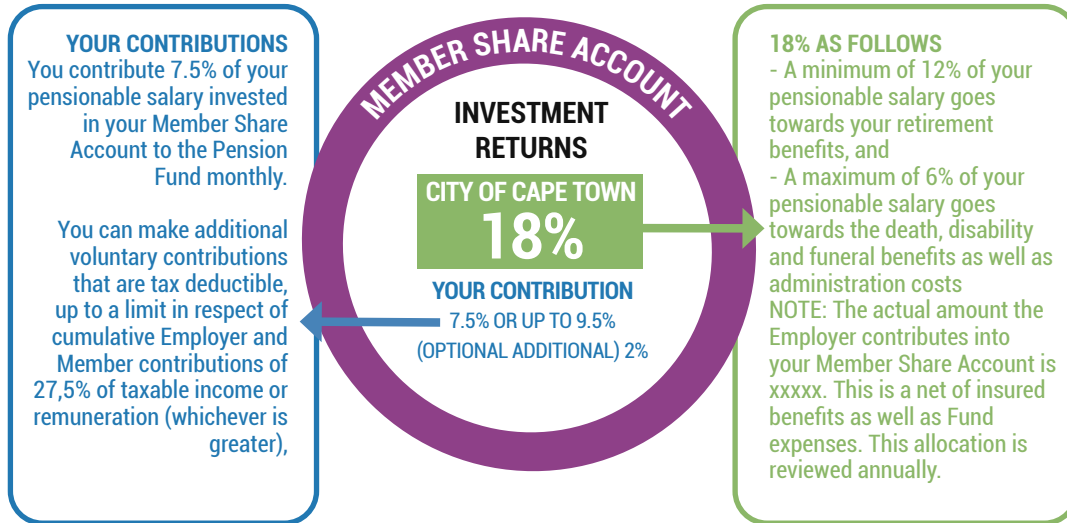 YOUR CONTRIBUTIONS
You contribute 7.5% of your
pensionable salary invested
in your Member Share
Account to the Pension
Fund monthly.
You can make additional
voluntary contributions
that are tax deductible,
up to a limit in respect of
cumulative Employer and
Member contributions of
27,5% of taxable income or
remuneration (whichever is
greater),
MEMBER SHARE ACCOUNT
INVESTMENT
RETURNS
CITY OF CAPE TOWN
18%
YOUR CONTRIBUTION
7.5% OR UP TO 9.5%
(OPTIONAL ADDITIONAL) 2%
18% AS FOLLOWS
- A minimum of 12% of your
pensionable salary goes
towards your retirement
benefits, and
- A maximum of 6% of your
pensionable salary goes
towards the death, disability
and funeral benefits as well as
administration costs
NOTE: The actual amount the
Employer contributes into
your Member Share Account is
xxxxx. This is a net of insured
benefits as well as Fund
expenses. This allocation is
reviewed annually.